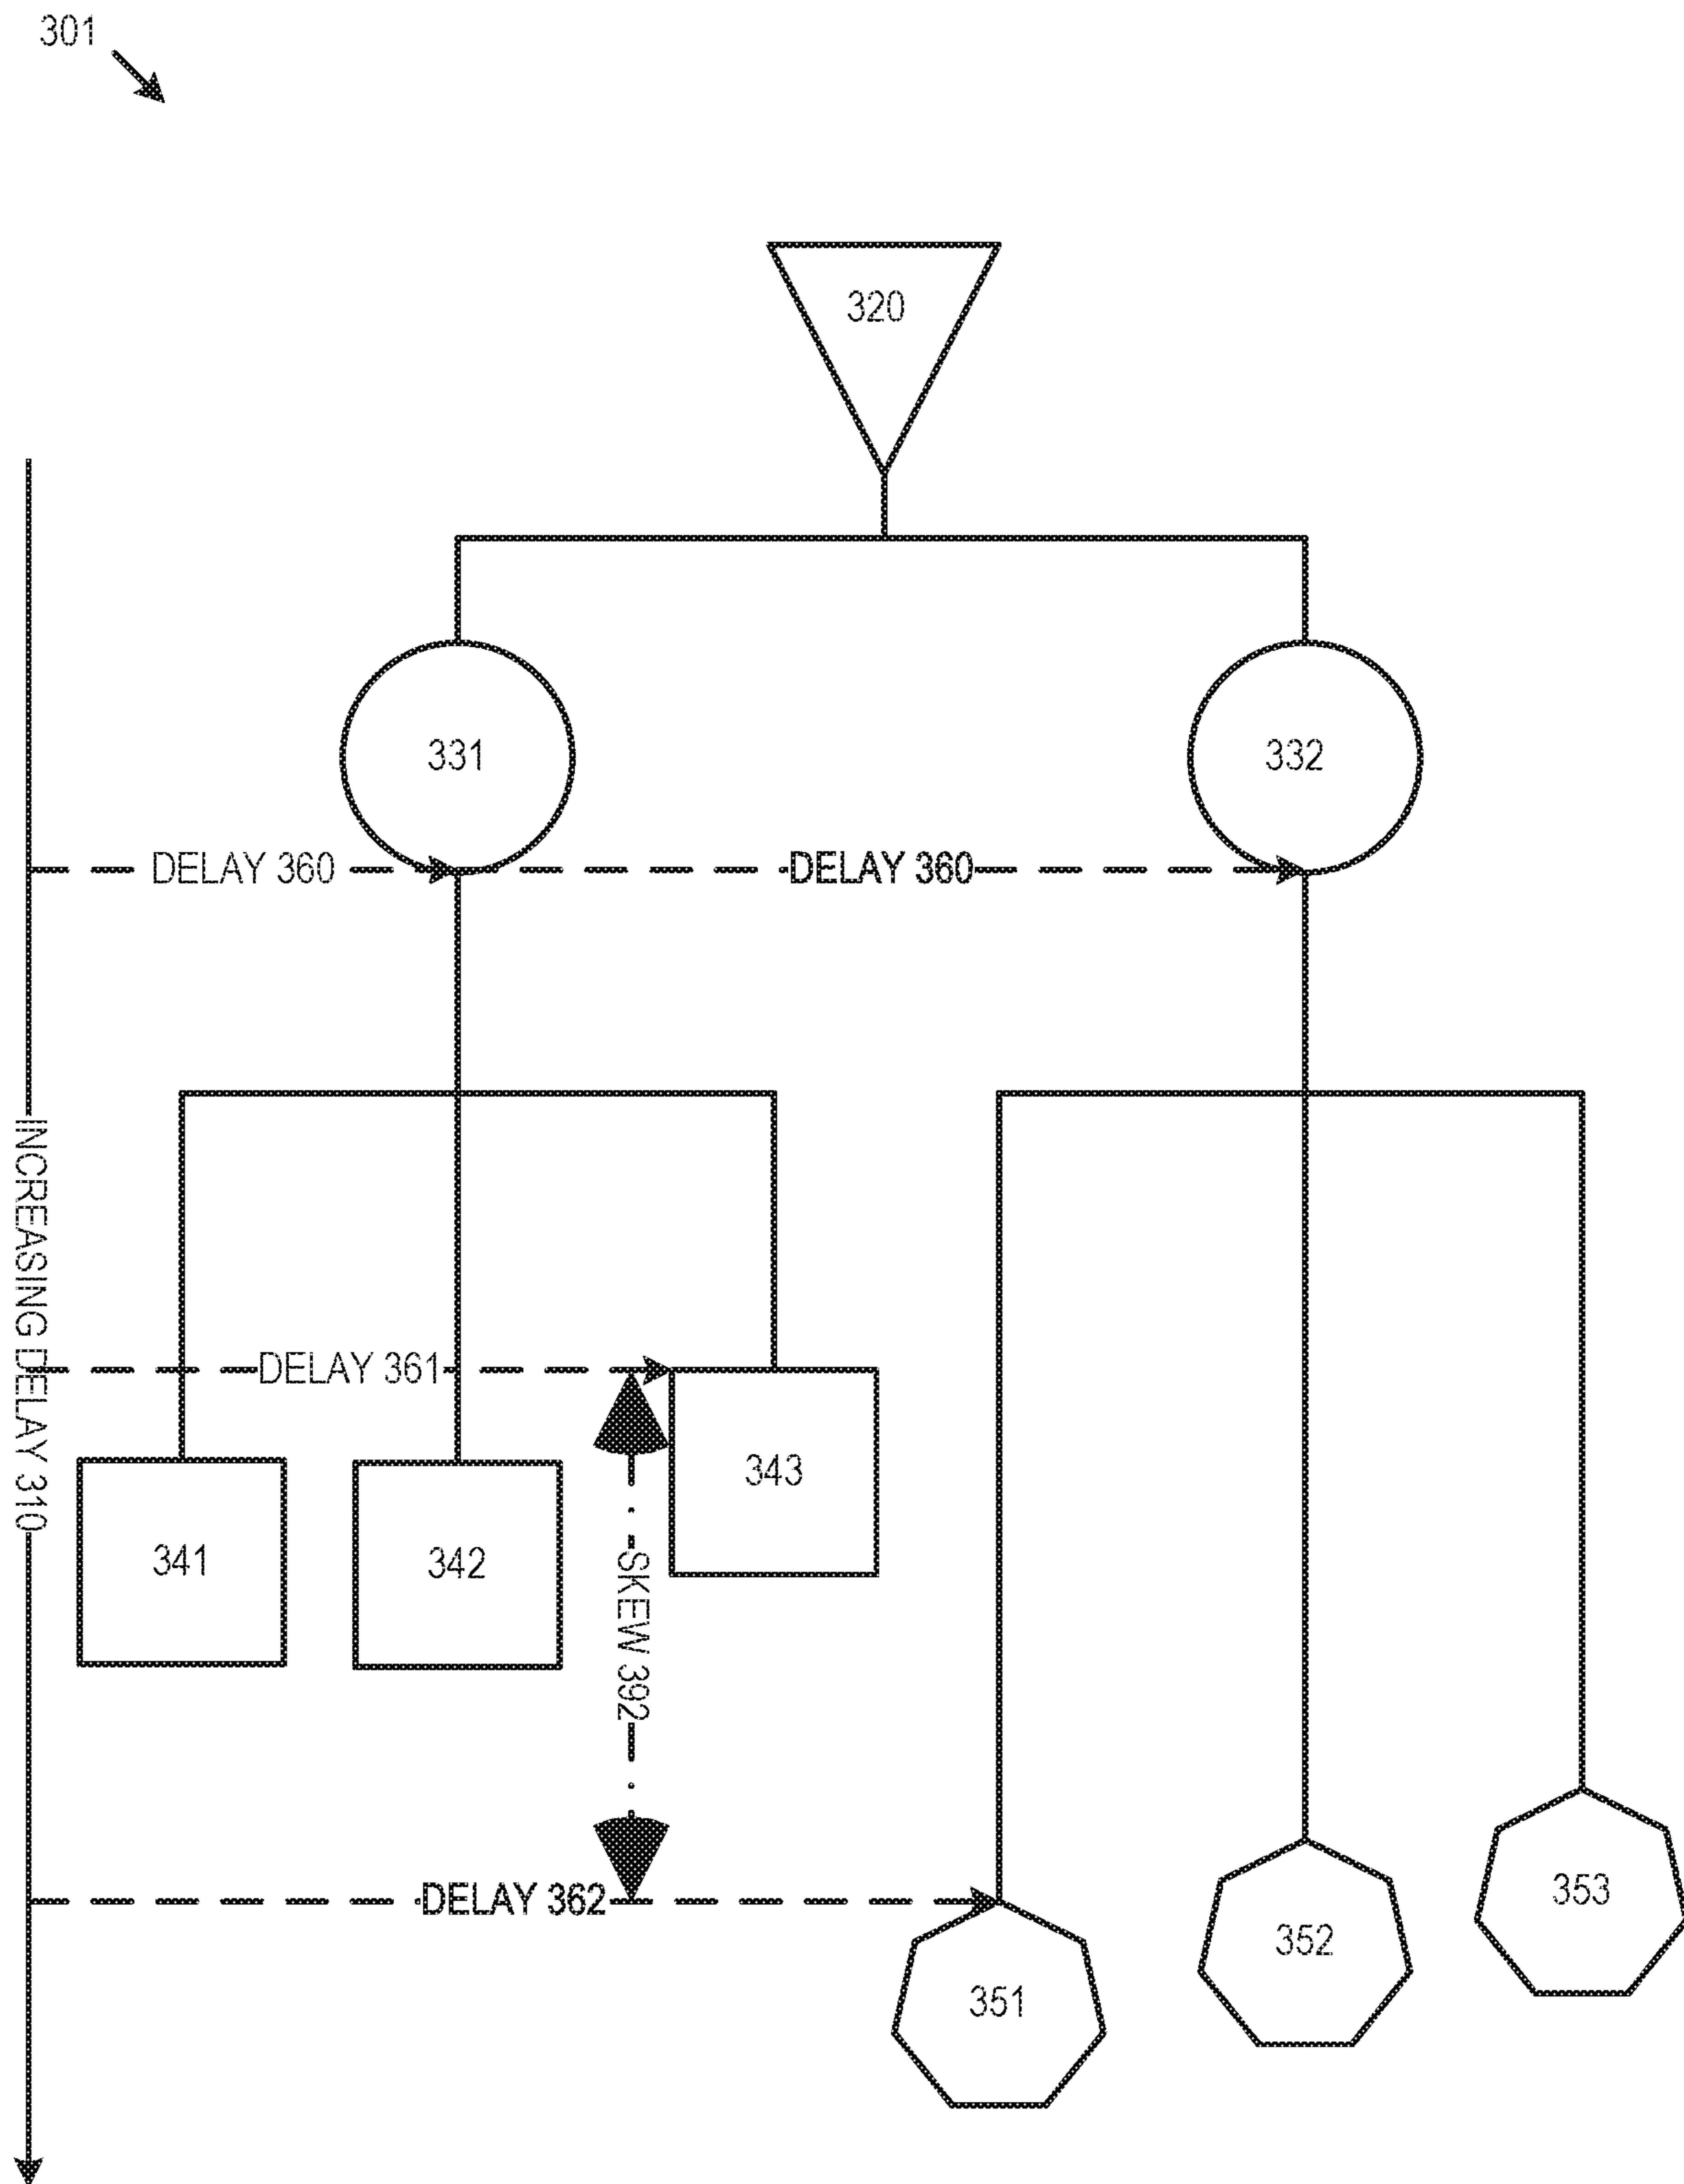 301
320
331
332
DELAY 360
DELAY 360
INCREASING DELAY 310
DELAY 361
343
341
342
SKEW 392
353
DELAY 362
352
351